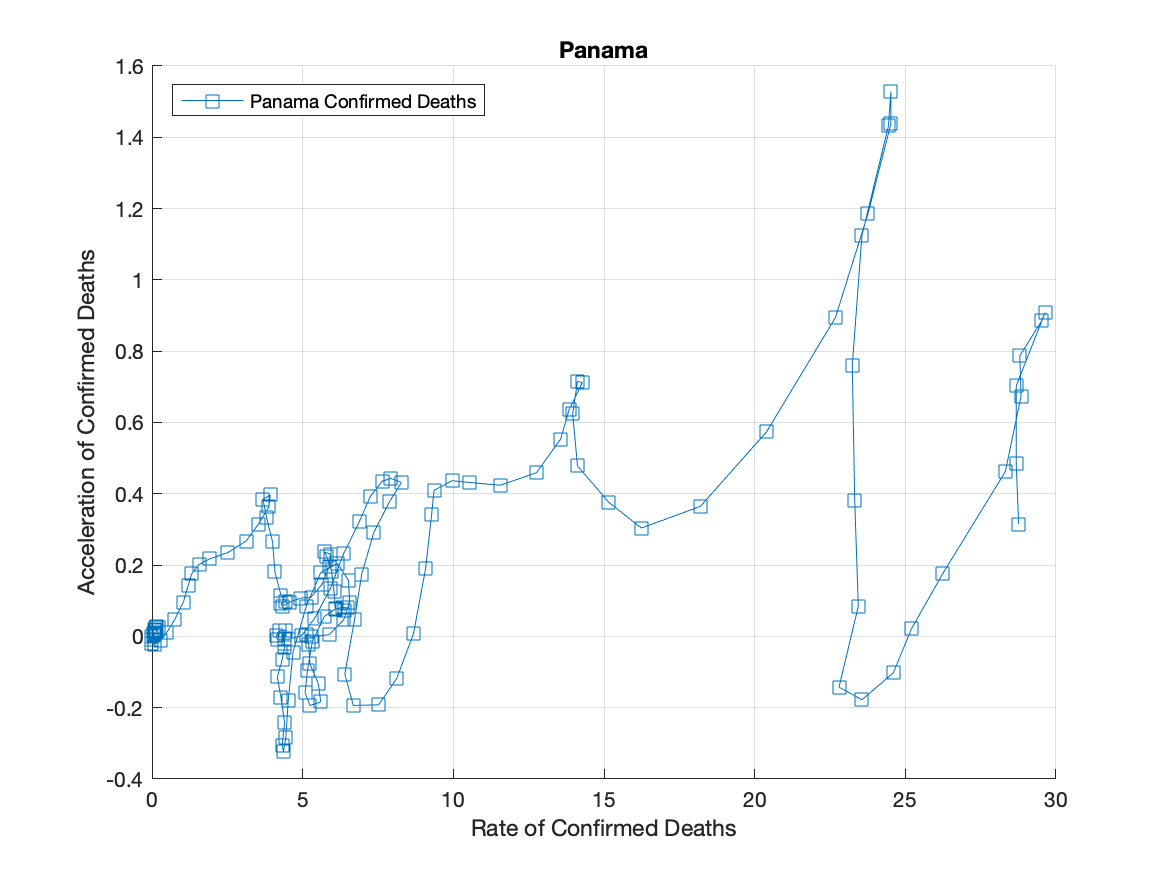 Panama
Panama Confirmed Deaths
1.6
1.4
1.2
1
0.8
0.6
0.4
0.2
0
-0.2
-0.4
Acceleration of Confirmed Deaths
0 5 10 15 20 25 30
Rate of Confirmed Deaths